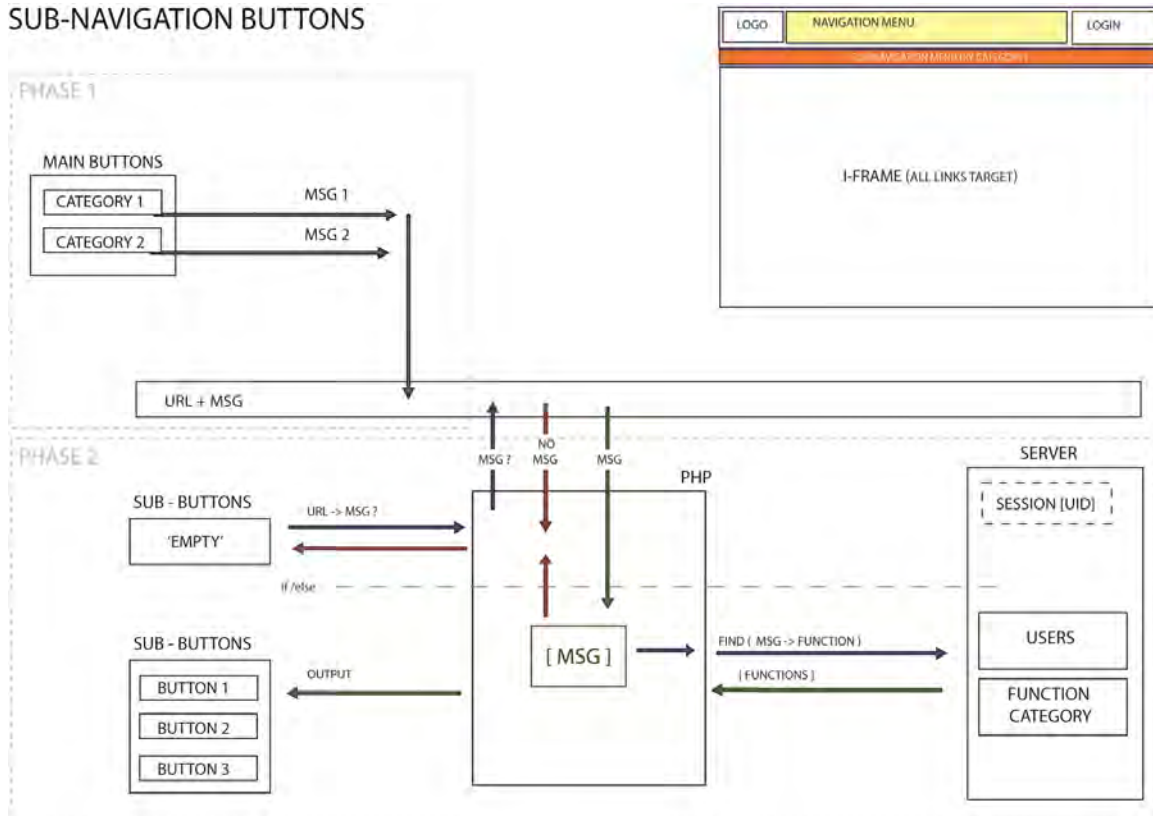 SUB-NAVIGATION BUTTONS
LOGO
NAVIGATION MENU
LOGIN
I-FRAME (ALL LINKS TARGET)
PHASE 1
MAIN BUTTONS
CATEGORY 1
MSG 1
CATEGORY 2
MSG 2
URL + MSG
PHASE 2
MSG ?
NO
MSG
MSG
PHP
SERVER
SESSION [UID]
SUB - BUTTONS
'EMPTY'
URL -> MSG ?
If /else
SUB - BUTTONS
BUTTON 1
BUTTON 2
BUTTON 3
OUTPUT
[ MSG ]
FIND ( MSG -> FUNCTION )
[ FUNCTIONS ]
USERS
FUNCTION
CATEGORY